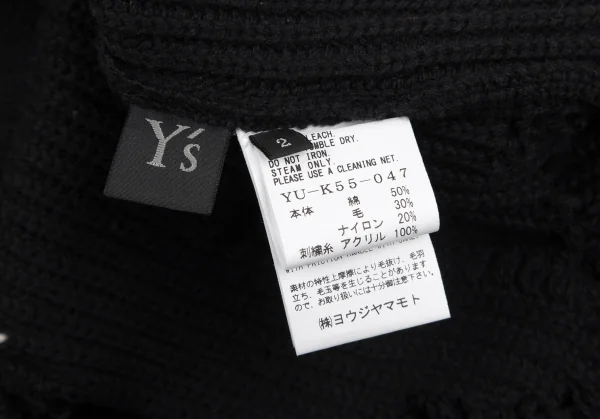 Y's
2
LEACH.
UMBLE DRY.
DO NOT IRON.
STEAM ONLY.
PLEASE USE A CLEANING NET.
YU-K55-047
本体 綿 50%
毛 30%
ナイロン 20%
刺繍糸 アクリル 100%
素材の特性上摩擦により毛抜け、毛羽
立ち、毛玉等を生じることがあります
ので、お取り扱いには十分御注意下さい。
㈱ヨウジヤマモト